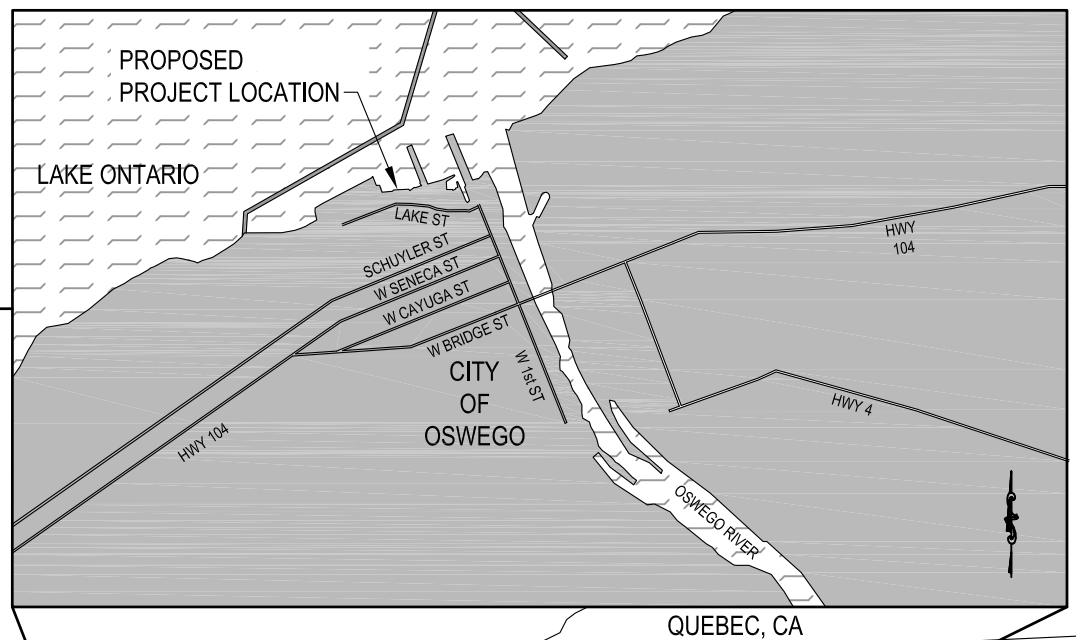 PROPOSED
PROJECT LOCATION
LAKE ONTARIO
LAKE ST
SCHUYLER ST
W SENECA ST
W CAYUGA ST
W BRIDGE ST
W 1st ST
HWY
104
CITY
OF
OSWEGO
HWY 4
HWY 104
OSWEGO RIVER
QUEBEC, CA